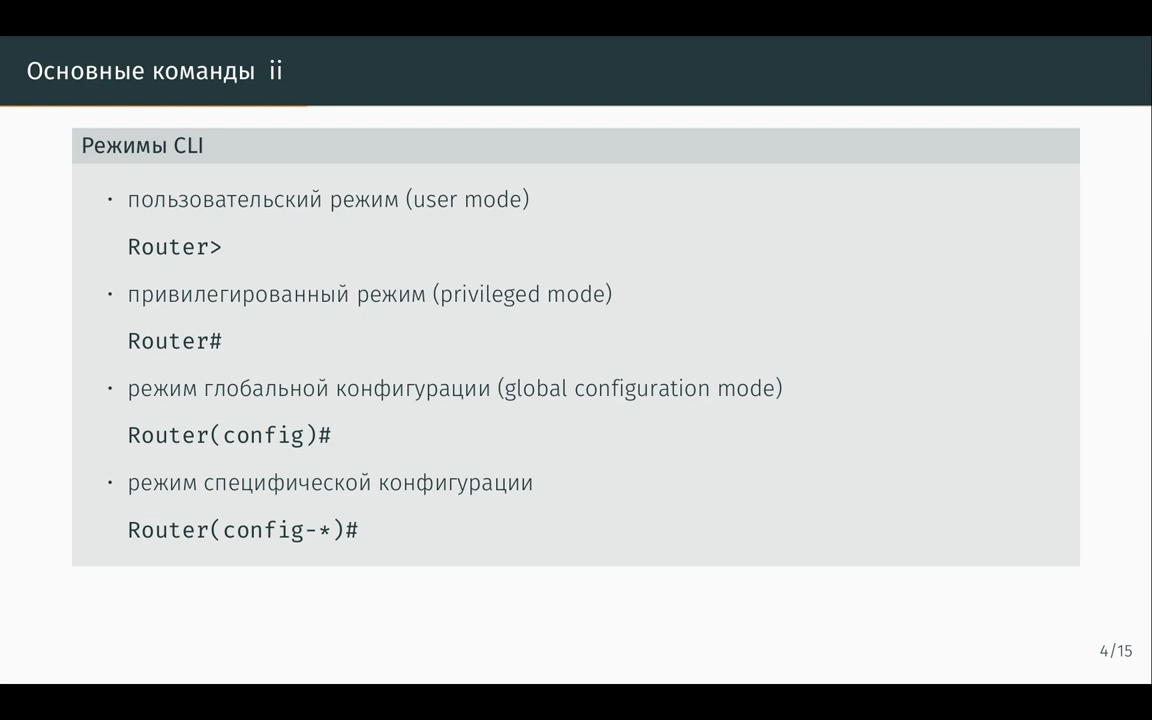 Основные команды ii
Режимы CLI
• пользовательский режим (user mode)
Router>
• привилегированный режим (privileged mode)
Router#
• режим глобальной конфигурации (global configuration mode)
Router(config)#
• режим специфической конфигурации
Router(config-*)#
4/15